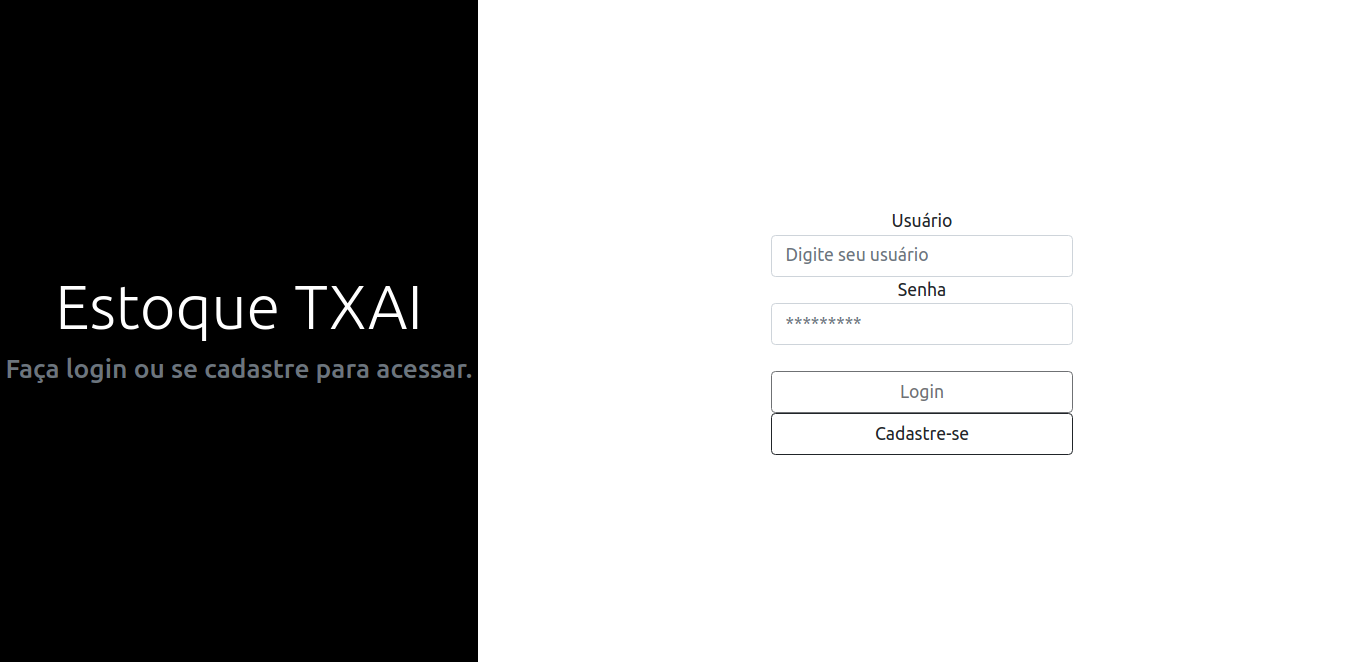 Estoque TXAI
Faça login ou se cadastre para acessar.
Usuário
Digite seu usuário
Senha
*********
Login
Cadastre-se